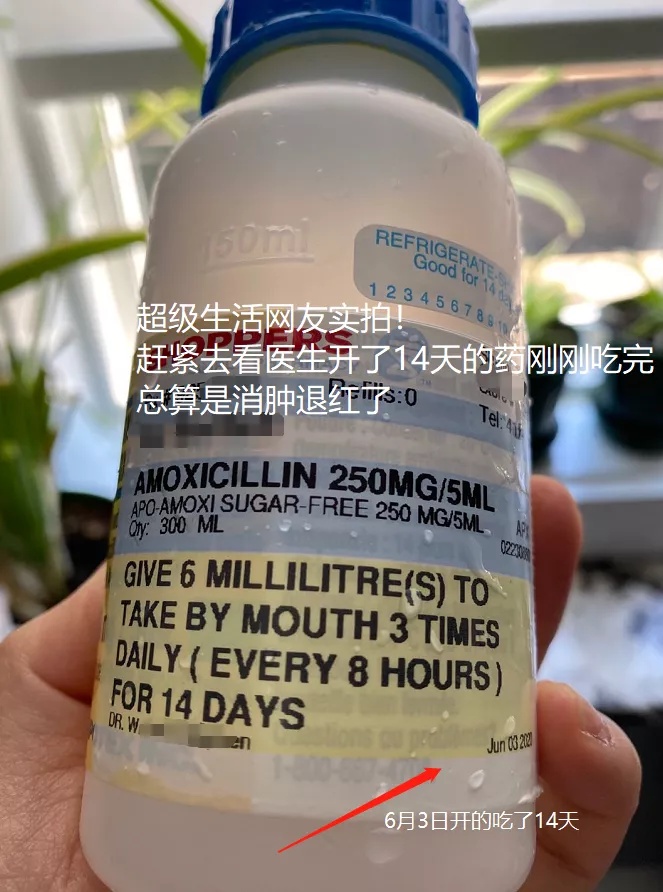 150ml
REFRIGERATE-
Good for 14
1 2 3 4 5 6 7 8 9 10
超级生活网友实拍！
赶紧去看医生开了14天的药刚刚吃完
总算是消肿退红了
Refills:0
Tel:
AMOXICILLIN 250MG/5ML
APO-AMOXI SUGAR-FREE 250 MG/5ML
Qty: 300 ML
GIVE 6 MILLILITRE(S) TO
TAKE BY MOUTH 3 TIMES
DAILY ( EVERY 8 HOURS )
FOR 14 DAYS
DR. W
Jun 03 2020
6月3日开的吃了14天